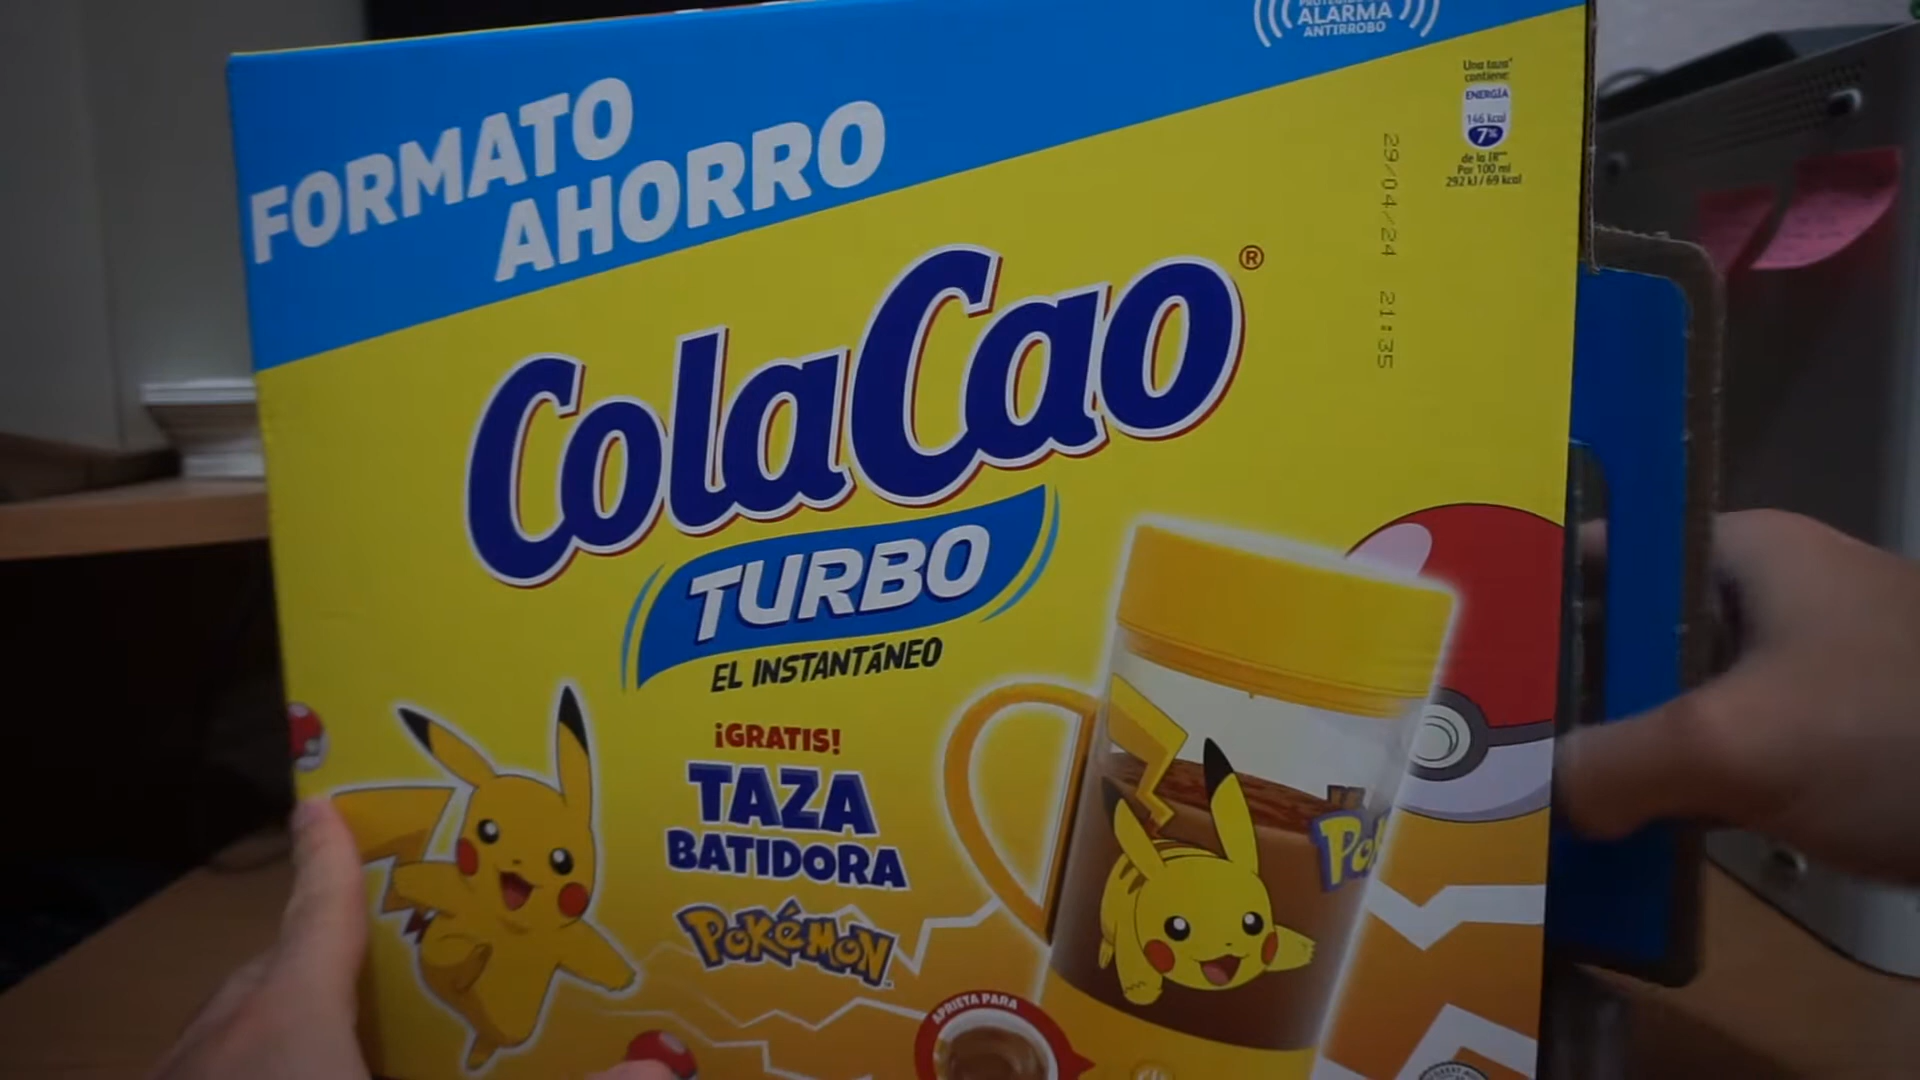 PROTEGIDO
ALARMA
ANTIRROBO
FORMATO
AHORRO
Una taza*
contiene:
ENERGÍA
146 kcal
7%
de la IR**
Por 100 ml
292 kJ / 69 kcal
29/04/24 21:35
ColaCao®
TURBO
EL INSTANTÁNEO
¡GRATIS!
TAZA
BATIDORA
POKéMON
APRIETA PARA